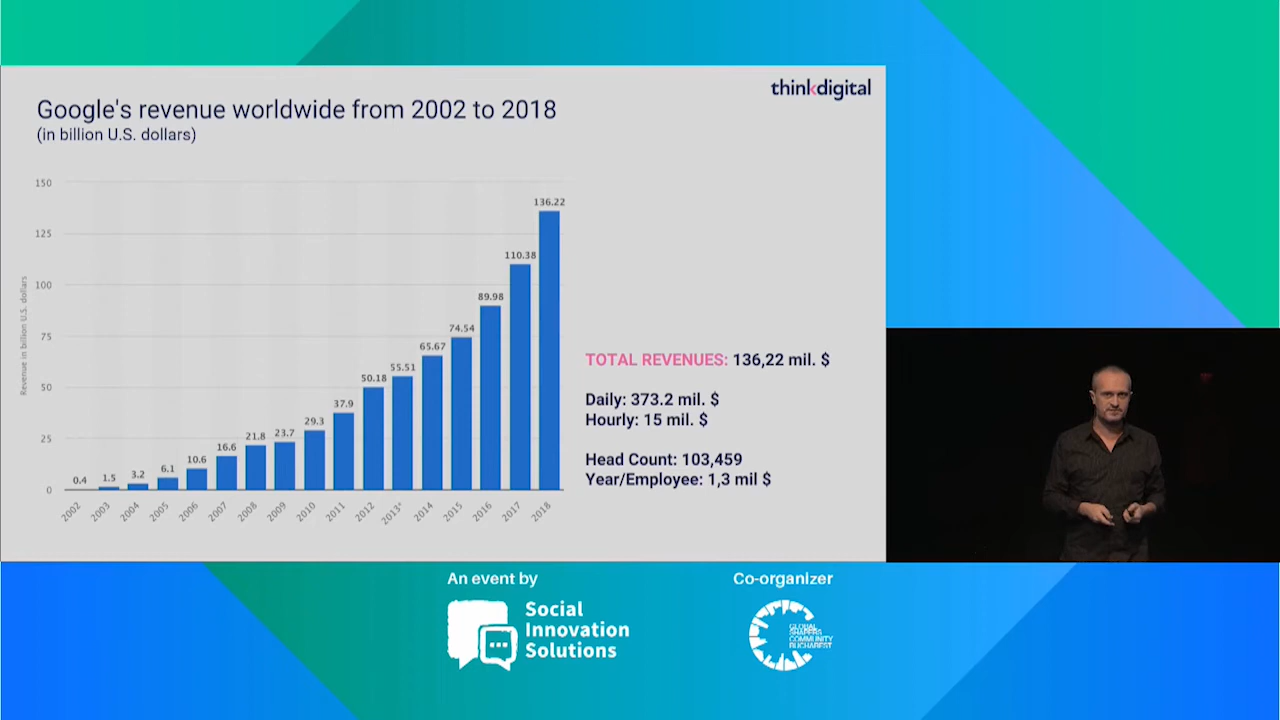 thinkdigital
Google's revenue worldwide from 2002 to 2018
(in billion U.S. dollars)
Revenue in billion U.S. dollars
150
125
100
75
50
25
0
0.4
1.5
3.2
6.1
10.6
16.6
21.8
23.7
29.3
37.9
50.18
55.51
65.67
74.54
89.98
110.38
136.22
2002
2003
2004
2005
2006
2007
2008
2009
2010
2011
2012
2013*
2014
2015
2016
2017
2018
TOTAL REVENUES: 136,22 mil. $
Daily: 373.2 mil. $
Hourly: 15 mil. $
Head Count: 103,459
Year/Employee: 1,3 mil $
An event by
Social
Innovation
Solutions
Co-organizer
GLOBAL
SHAPERS
COMMUNITY
BUCHAREST